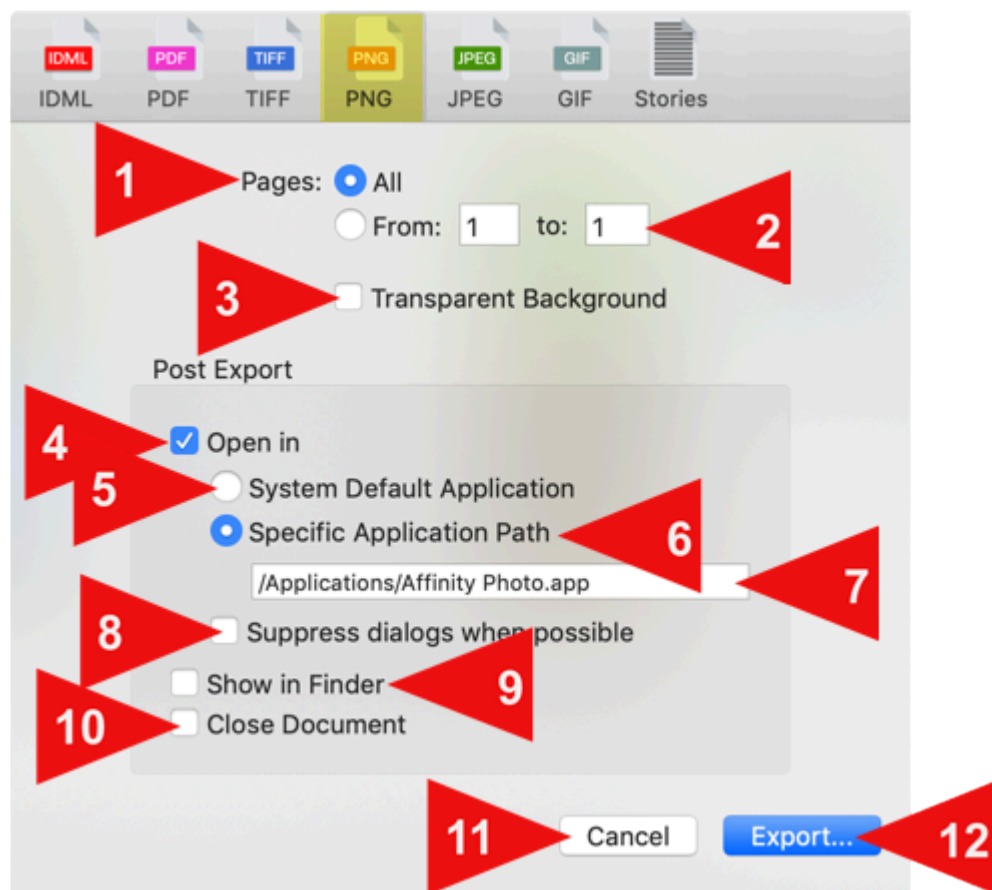 IDML PDF TIFF PNG JPEG GIF
IDML PDF TIFF PNG JPEG GIF Stories
1 Pages: All
From: 1 to: 1 2
3 Transparent Background
Post Export
4 Open in
5 System Default Application
Specific Application Path 6
/Applications/Affinity Photo.app 7
8 Suppress dialogs when possible
Show in Finder 9
10 Close Document
11 Cancel Export... 12